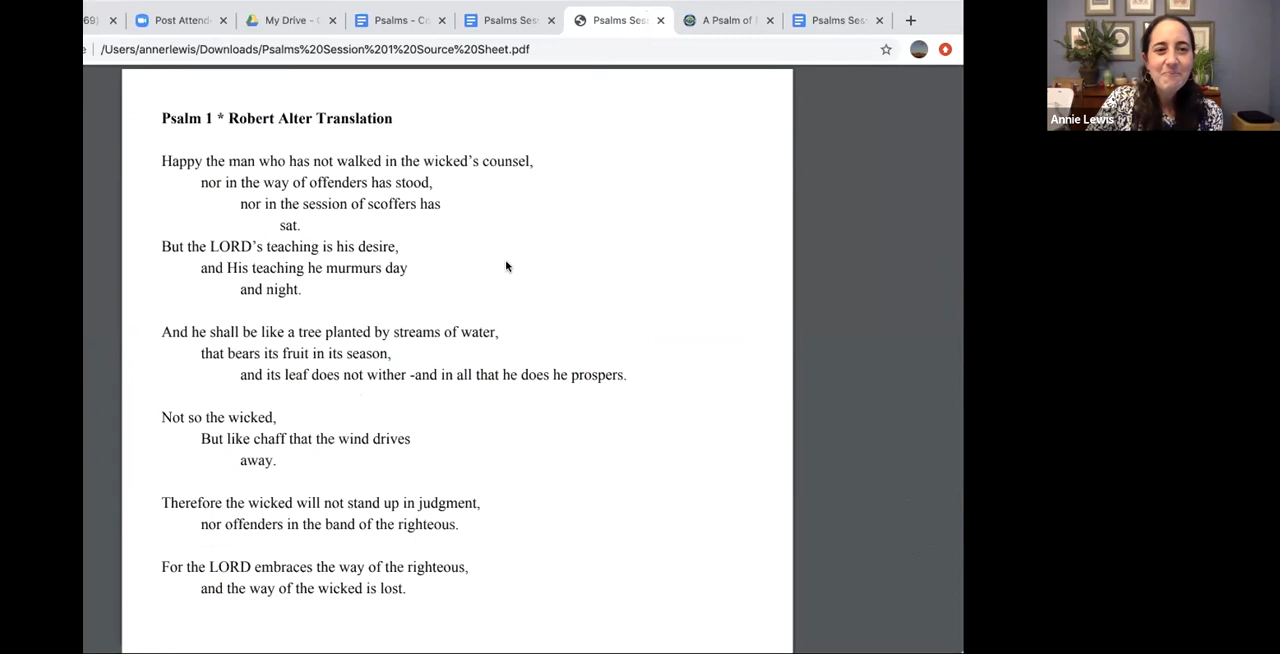 69)
Post Attend
My Drive - 
Psalms - Co
Psalms Ses
Psalms Ses
A Psalm of
Psalms Ses
/Users/annerlewis/Downloads/Psalms%20Session%201%20Source%20Sheet.pdf
Annie Lewis
Psalm 1 * Robert Alter Translation
Happy the man who has not walked in the wicked's counsel,
nor in the way of offenders has stood,
nor in the session of scoffers has
sat.
But the LORD's teaching is his desire,
and His teaching he murmurs day
and night.
And he shall be like a tree planted by streams of water,
that bears its fruit in its season,
and its leaf does not wither -and in all that he does he prospers.
Not so the wicked,
But like chaff that the wind drives
away.
Therefore the wicked will not stand up in judgment,
nor offenders in the band of the righteous.
For the LORD embraces the way of the righteous,
and the way of the wicked is lost.